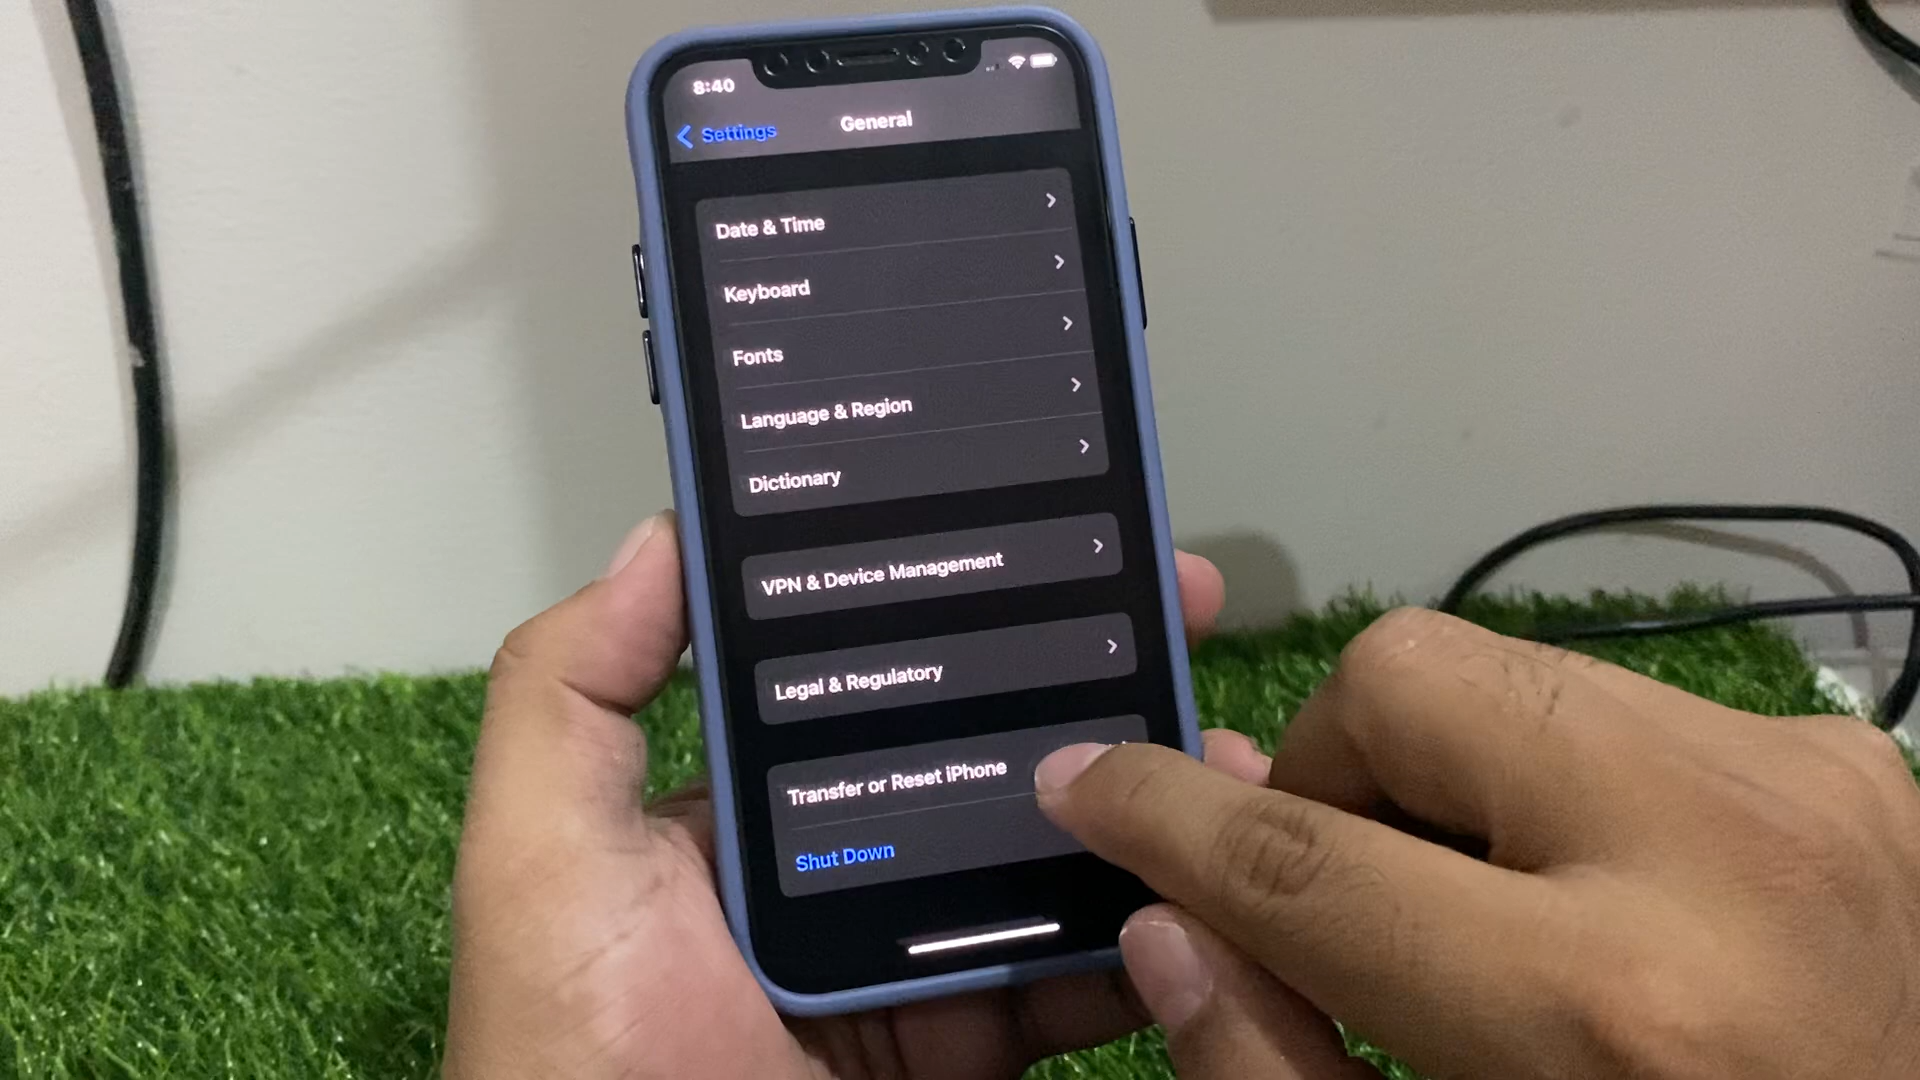 8:40
Settings
General
Date & Time
Keyboard
Fonts
Language & Region
Dictionary
VPN & Device Management
Legal & Regulatory
Transfer or Reset iPhone
Shut Down